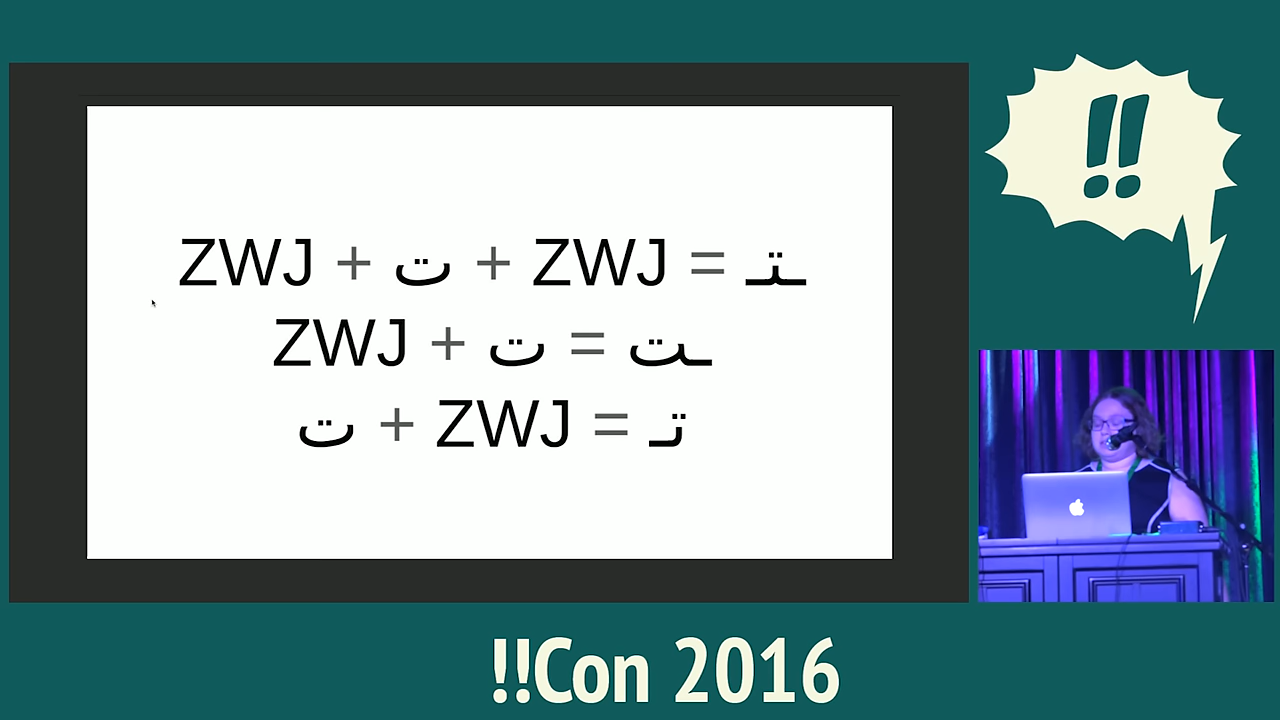 ZWJ + ت + ZWJ = ـتـ
ZWJ + ت = ـت
ت + ZWJ = تـ
!!
!!Con 2016